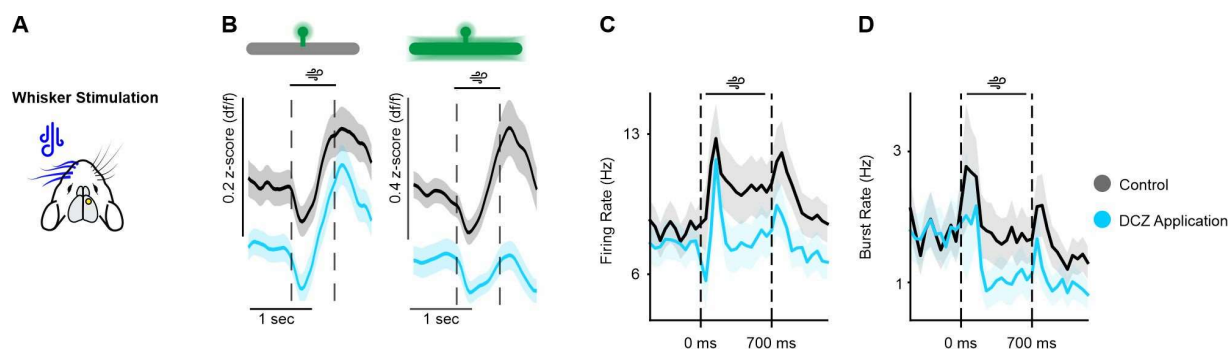 A
B
C
D
Whisker Stimulation
0.2 z-score (df/f)
1 sec
0.4 z-score (df/f)
1 sec
Firing Rate (Hz)
13
6
0 ms
700 ms
Burst Rate (Hz)
3
1
0 ms
700 ms
Control
DCZ Application